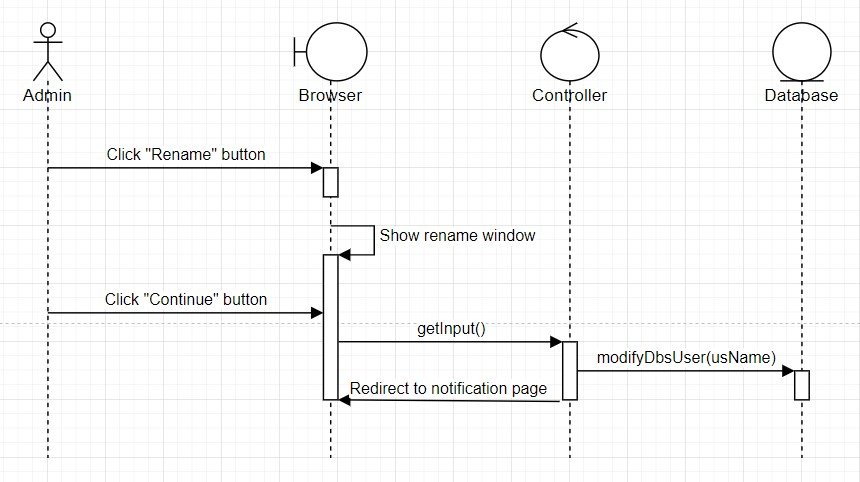 Admin
Browser
Controller
Database
Click "Rename" button
Show rename window
Click "Continue" button
getInput()
modifyDbsUser(usName)
Redirect to notification page